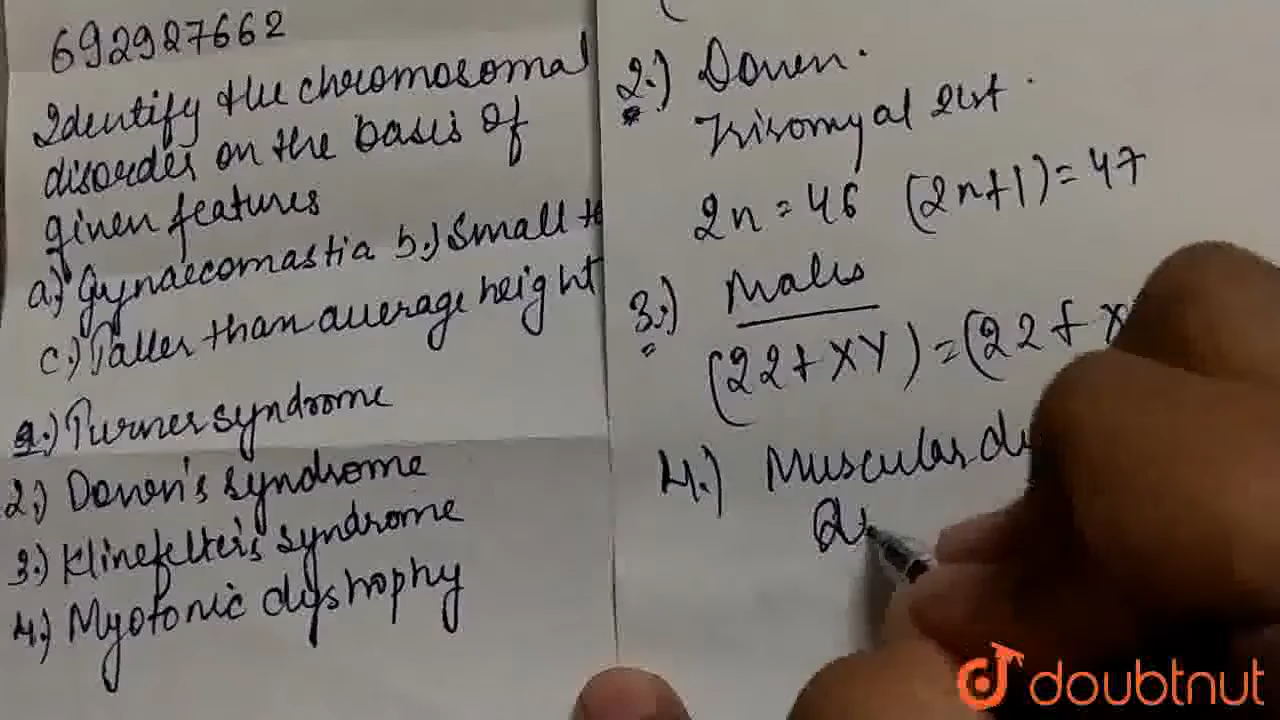 692927662
Identify the chromosomal
disorder on the basis of
given features
a.) Gynaecomastia b.) Small
c.) Taller than average height
1.) Turner syndrome
2.) Down's syndrome
3.) Klinefelter's syndrome
4.) Myotonic dystrophy
2.) Down.
Trisomy al 21st.
2n = 46 (2n+1) = 47
3.) Males
(22+XY) = (22+X
4.) Muscular
doubtnut